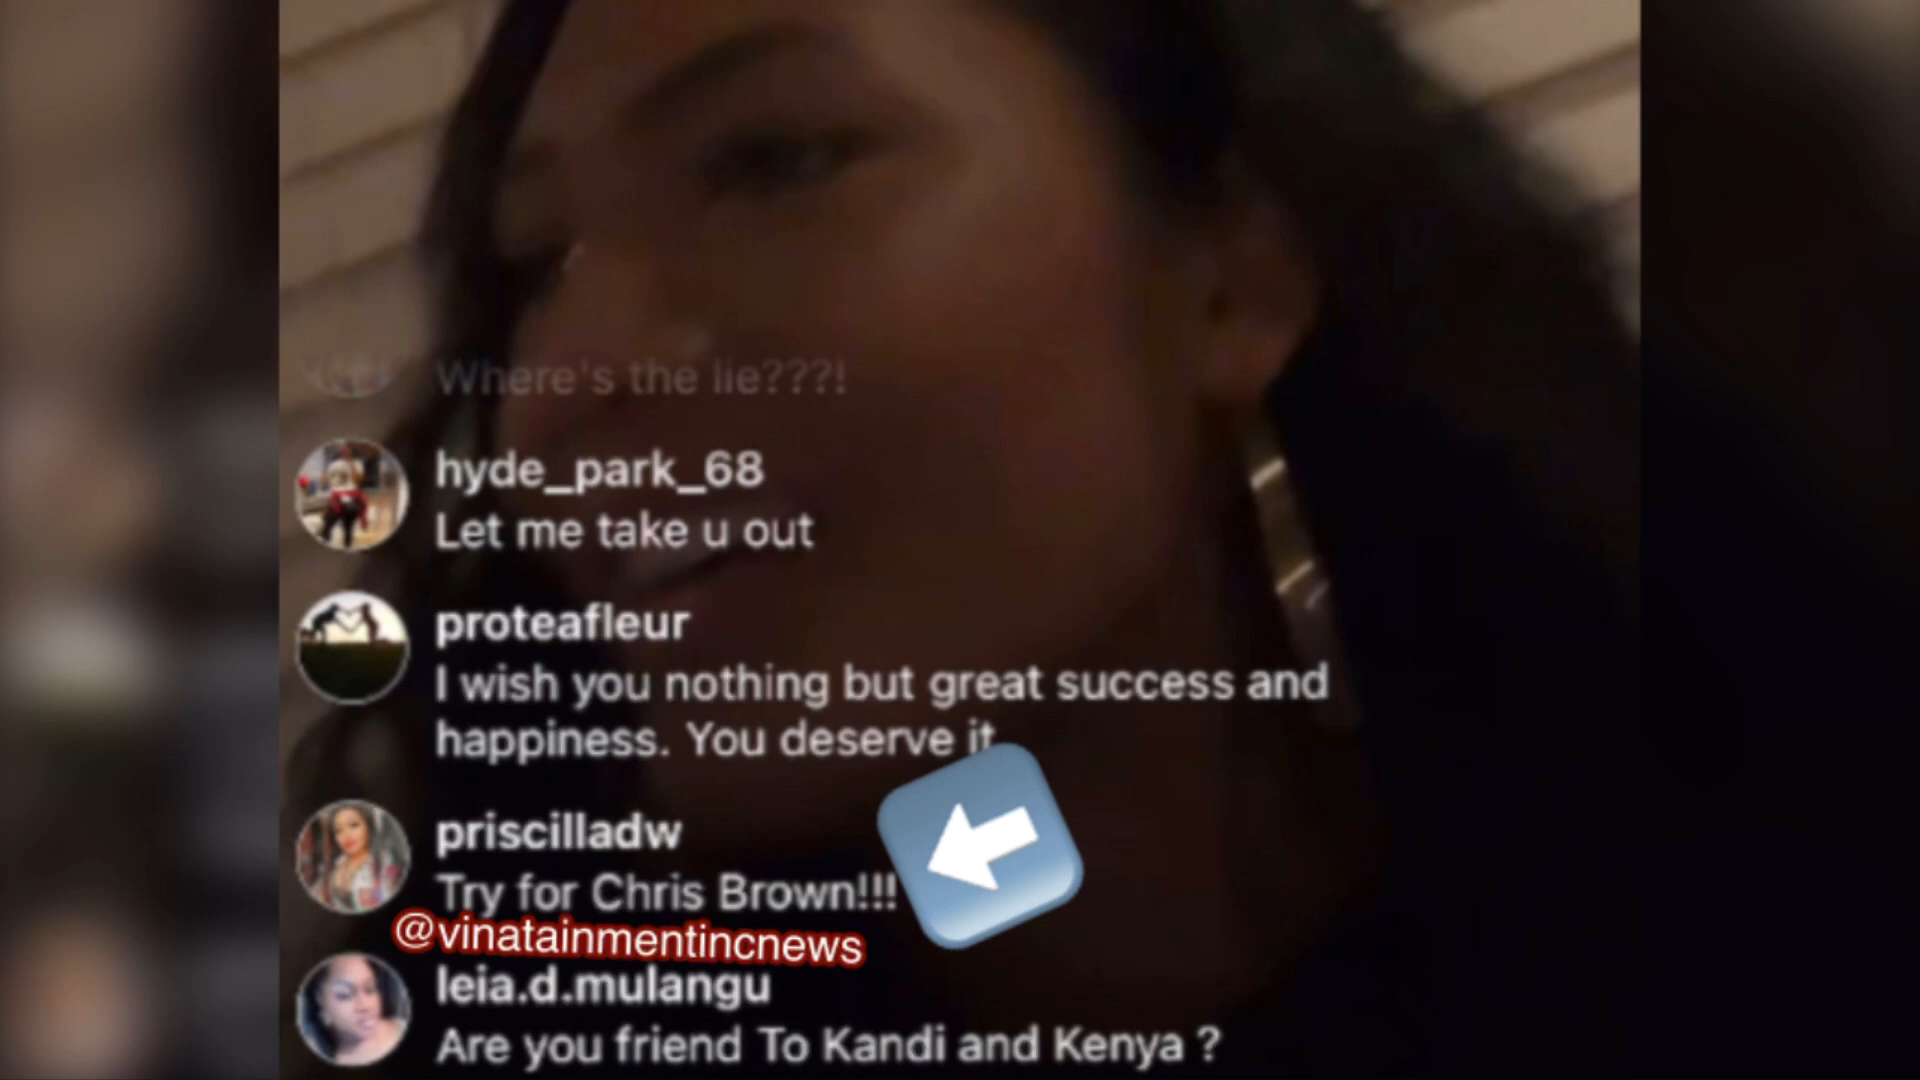 Where's the lie???!
hyde_park_68
Let me take u out
proteafleur
I wish you nothing but great success and
happiness. You deserve it
priscilladw
Try for Chris Brown!!!
@vinatainmentincnews
leia.d.mulangu
Are you friend To Kandi and Kenya ?